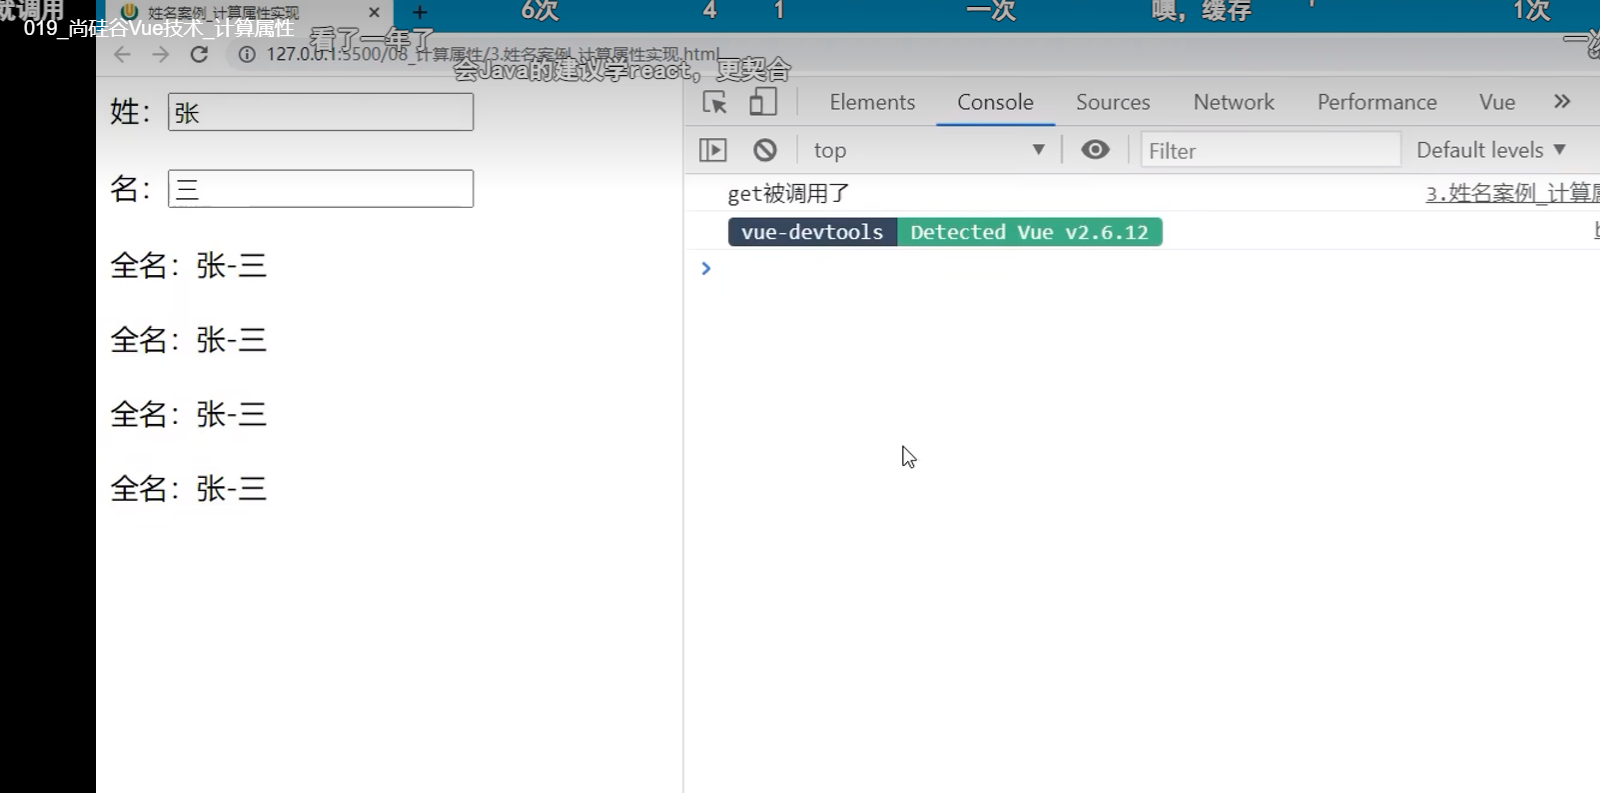 就调用
姓名案例_计算属性实现
6次
4
1
一次
噢，缓存
1次
019_尚硅谷Vue技术_计算属性
看了一年了
127.0.0.1:5500/08_计算属性/3.姓名案例_计算属性实现.html
会Java的建议学react，更契合
姓：张
名：三
全名：张-三
全名：张-三
全名：张-三
全名：张-三
Elements Console Sources Network Performance Vue
top Filter Default levels
get被调用了 3.姓名案例_计算
vue-devtools Detected Vue v2.6.12